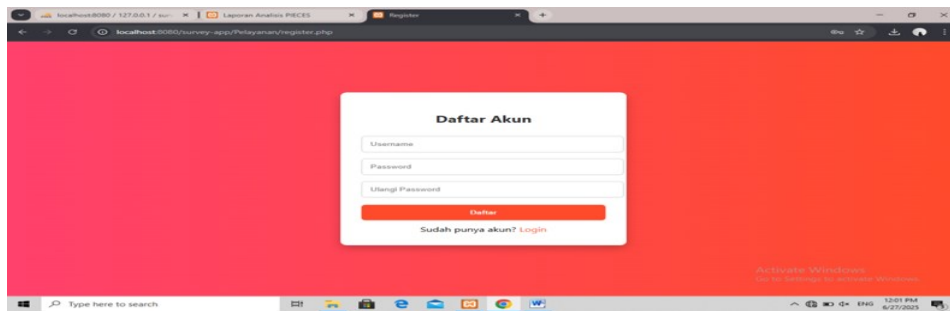 localhost:8080 / 127.0.0.1 / sur
Laporan Analisis PIECES
Register
localhost:8080/survey-app/Pelayanan/register.php
Daftar Akun
Username
Password
Ulangi Password
Daftar
Sudah punya akun? Login
Activate Windows
Go to Settings to activate Windows.
Type here to search
ENG
12:01 PM
6/27/2025